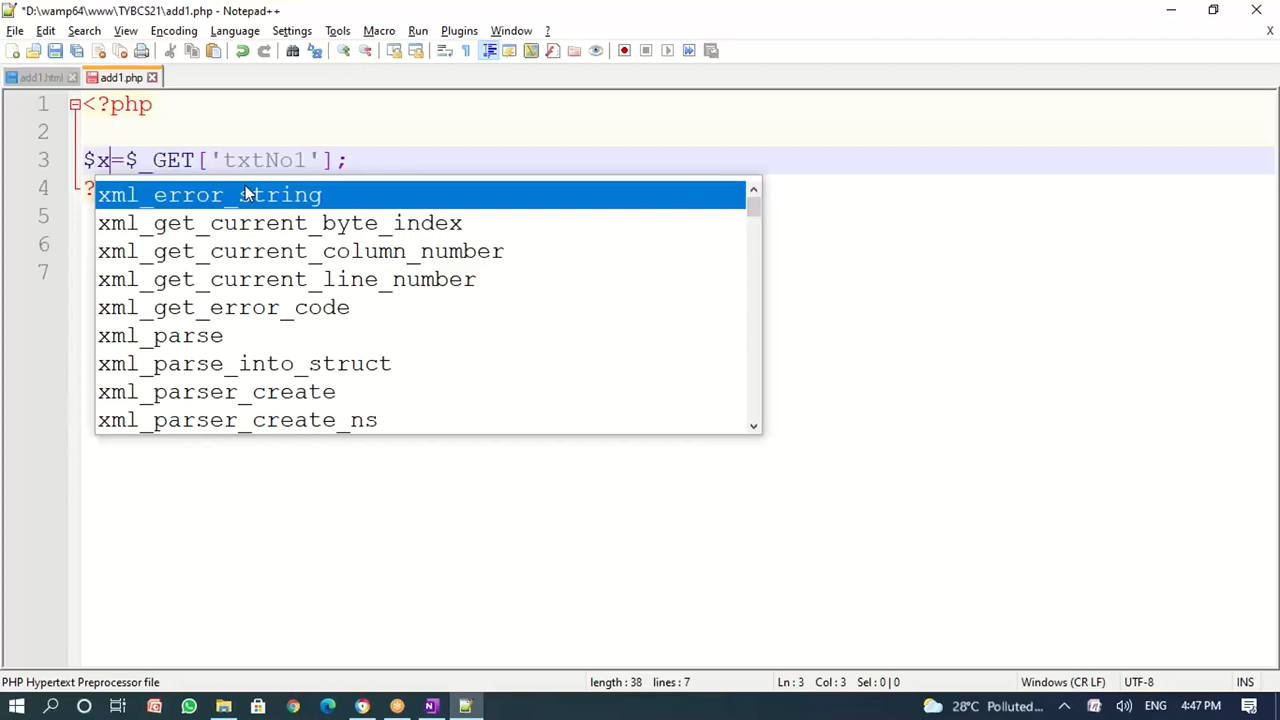 *D:\wamp64\www\TYBCS21\add1.php - Notepad++
File Edit Search View Encoding Language Settings Tools Macro Run Plugins Window ?
X
add1.html add1.php
1 <?php
2
3 $x=$_GET['txtNo1'];
4 ?
xml_error_string
5
xml_get_current_byte_index
xml_get_current_column_number
6
7
xml_get_current_line_number
xml_get_error_code
xml_parse
xml_parse_into_struct
xml_parser_create
xml_parser_create_ns
PHP Hypertext Preprocessor file length : 38 lines : 7 Ln : 3 Col : 3 Sel : 0 | 0 Windows (CR LF) UTF-8 INS
28°C Polluted... ENG 4:47 PM